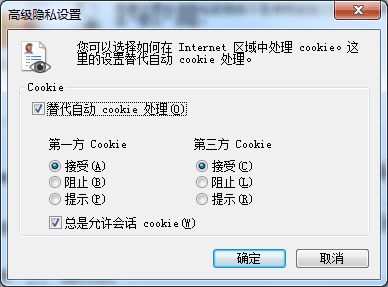 高级隐私设置
您可以选择如何在 Internet 区域中处理 cookie。这
里的设置替代自动 cookie 处理。
Cookie
替代自动 cookie 处理(O)
第一方 Cookie 第三方 Cookie
接受(A) 接受(C)
阻止(B) 阻止(L)
提示(P) 提示(R)
总是允许会话 cookie(W)
确定 取消